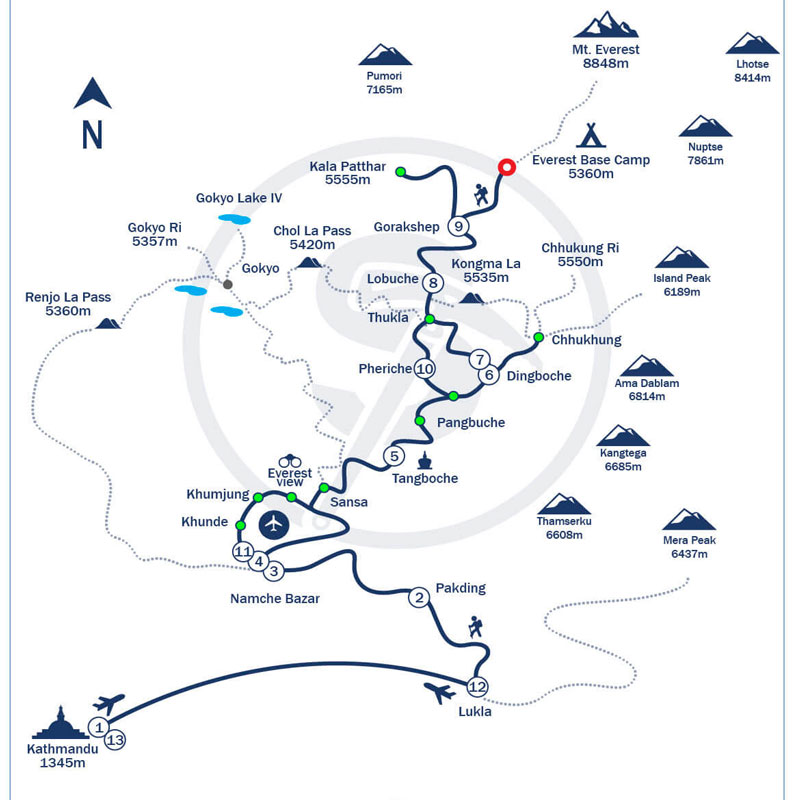 Mt. Everest
8848m
Pumori
7165m
Lhotse
8414m
N
Nuptse
7861m
Everest Base Camp
5360m
Kala Patthar
5555m
Gokyo Lake IV
Gokyo Ri
5357m
Chol La Pass
5420m
Gorakshep
9
Chhukung Ri
5550m
Gokyo
Kongma La
5535m
Lobuche
8
Island Peak
6189m
Renjo La Pass
5360m
Thukla
Chhukhung
7
Pheriche
10
6
Dingboche
Ama Dablam
6814m
Pangbuche
Kangtega
6685m
5
Tangboche
Everest
view
Khumjung
Sansa
Khunde
Thamserku
6608m
Mera Peak
6437m
11
4
3
Namche Bazar
2
Pakding
12
Lukla
1
13
Kathmandu
1345m